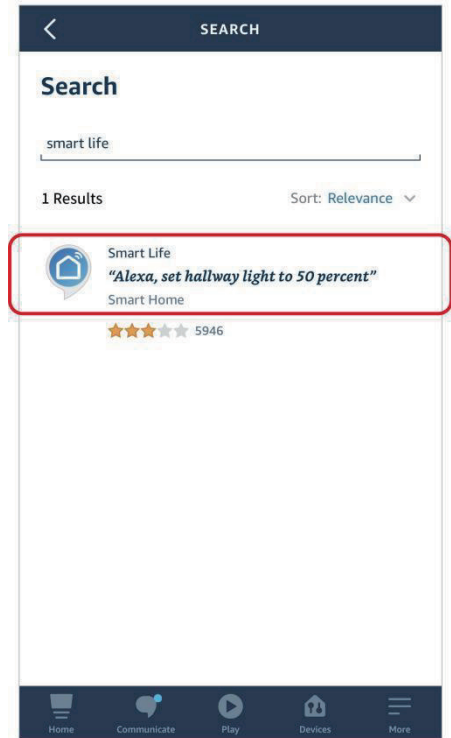 SEARCH
Search
smart life
1 Results Sort: Relevance
Smart Life
“Alexa, set hallway light to 50 percent”
Smart Home
5946
Home Communicate Play Devices More